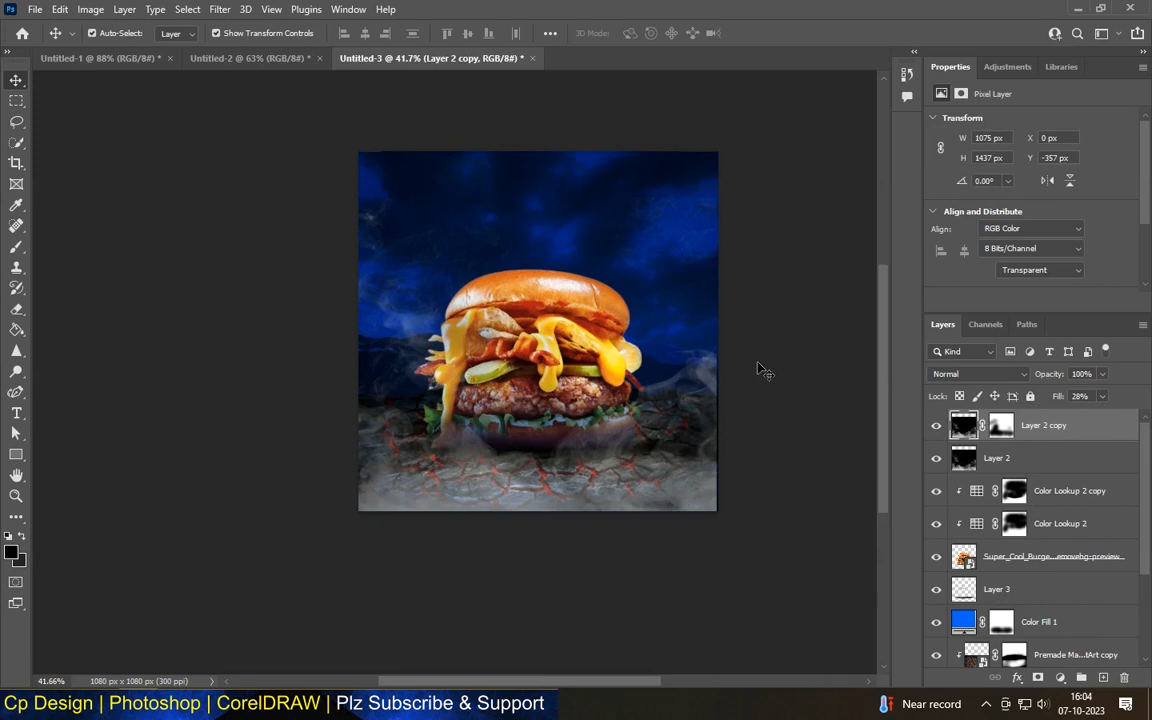 File Edit Image Layer Type Select Filter 3D View Plugins Window Help
Auto-Select: Layer Show Transform Controls 3D Mode:
Untitled-1 @ 88% (RGB/8#) * × Untitled-2 @ 63% (RGB/8#) * × Untitled-3 @ 41.7% (Layer 2 copy, RGB/8#) * ×
Properties Adjustments Libraries
Pixel Layer
Transform
W 1075 px X 0 px
H 1437 px Y -357 px
0.00°
Align and Distribute
Align: RGB Color
8 Bits/Channel
Transparent
Layers Channels Paths
Kind
Normal Opacity: 100%
Lock: Fill: 28%
Layer 2 copy
Layer 2
Color Lookup 2 copy
Color Lookup 2
Super_Cool_Burge...emovebg-preview...
Layer 3
Color Fill 1
Premade Ma...tArt copy
41.66% 1080 px x 1080 px (300 ppi)
Cp Design | Photoshop | CorelDRAW | Plz Subscribe & Support
Near record 16:04
07-10-2023